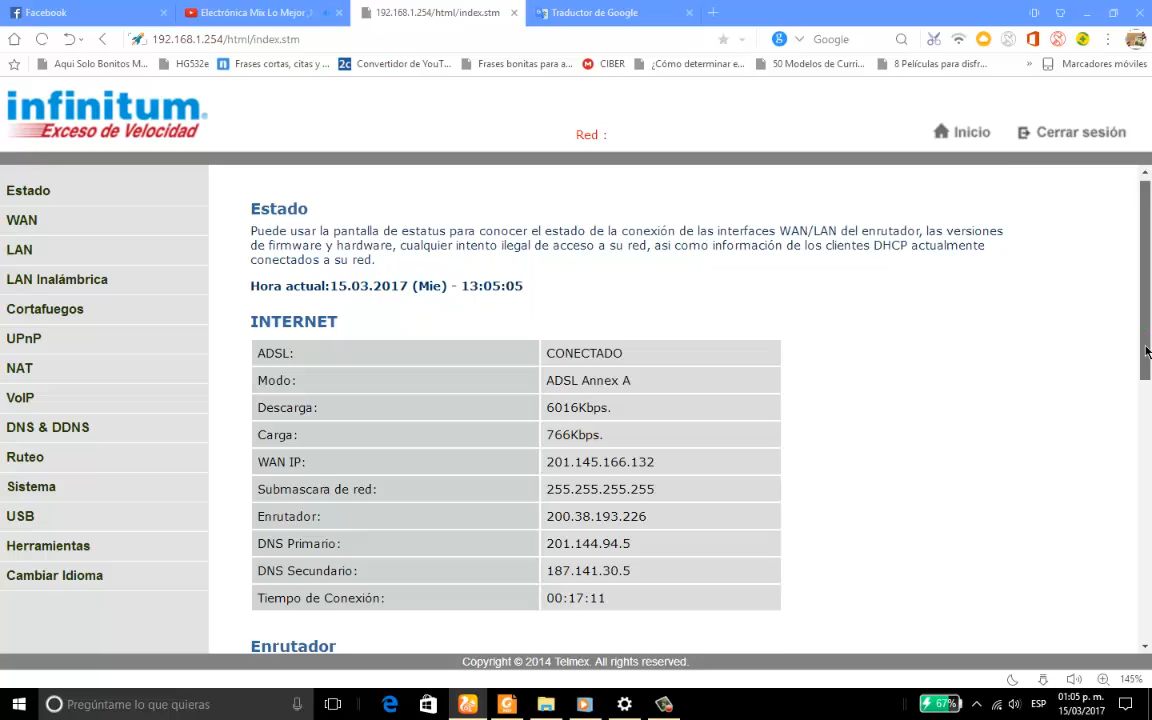 Facebook
Electrónica Mix Lo Mejor
192.168.1.254/html/index.stm
Traductor de Google
192.168.1.254/html/index.stm
Google
Aqui Solo Bonitos M...
HG532e
Frases cortas, citas y ...
Convertidor de YouT...
Frases bonitas para a...
CIBER
¿Cómo determinar e...
50 Modelos de Curri...
8 Películas para disfr...
»
Marcadores móviles
infinitum.
Exceso de Velocidad
Red :
Inicio
Cerrar sesión
Estado
WAN
LAN
LAN Inalámbrica
Cortafuegos
UPnP
NAT
VoIP
DNS & DDNS
Ruteo
Sistema
USB
Herramientas
Cambiar Idioma
Estado
Puede usar la pantalla de estatus para conocer el estado de la conexión de las interfaces WAN/LAN del enrutador, las versiones
de firmware y hardware, cualquier intento ilegal de acceso a su red, asi como información de los clientes DHCP actualmente
conectados a su red.
Hora actual:15.03.2017 (Mie) - 13:05:05
INTERNET
ADSL: CONECTADO
Modo: ADSL Annex A
Descarga: 6016Kbps.
Carga: 766Kbps.
WAN IP: 201.145.166.132
Submascara de red: 255.255.255.255
Enrutador: 200.38.193.226
DNS Primario: 201.144.94.5
DNS Secundario: 187.141.30.5
Tiempo de Conexión: 00:17:11
Enrutador
Copyright © 2014 Telmex. All rights reserved.
145%
Pregúntame lo que quieras
67%
ESP
01:05 p. m.
15/03/2017